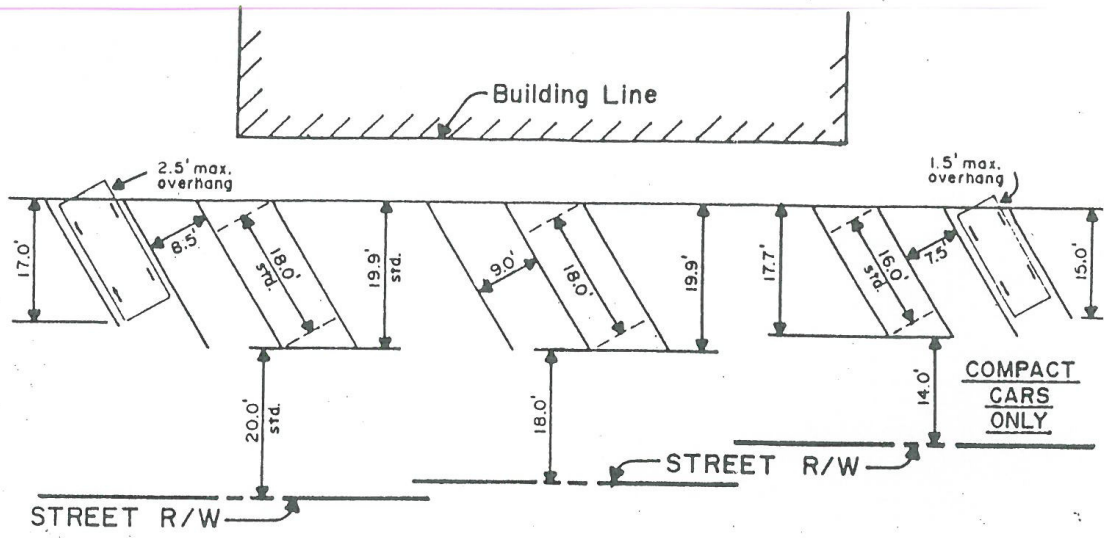 Building Line
2.5' max.
overhang
1.5' max.
overhang
17.0'
8.5'
18.0'
std.
19.9'
std.
9.0'
18.0'
19.9'
17.7'
16.0'
std.
7.5'
15.0'
20.0'
std.
18.0'
14.0'
COMPACT
CARS
ONLY
STREET R/W
STREET R/W